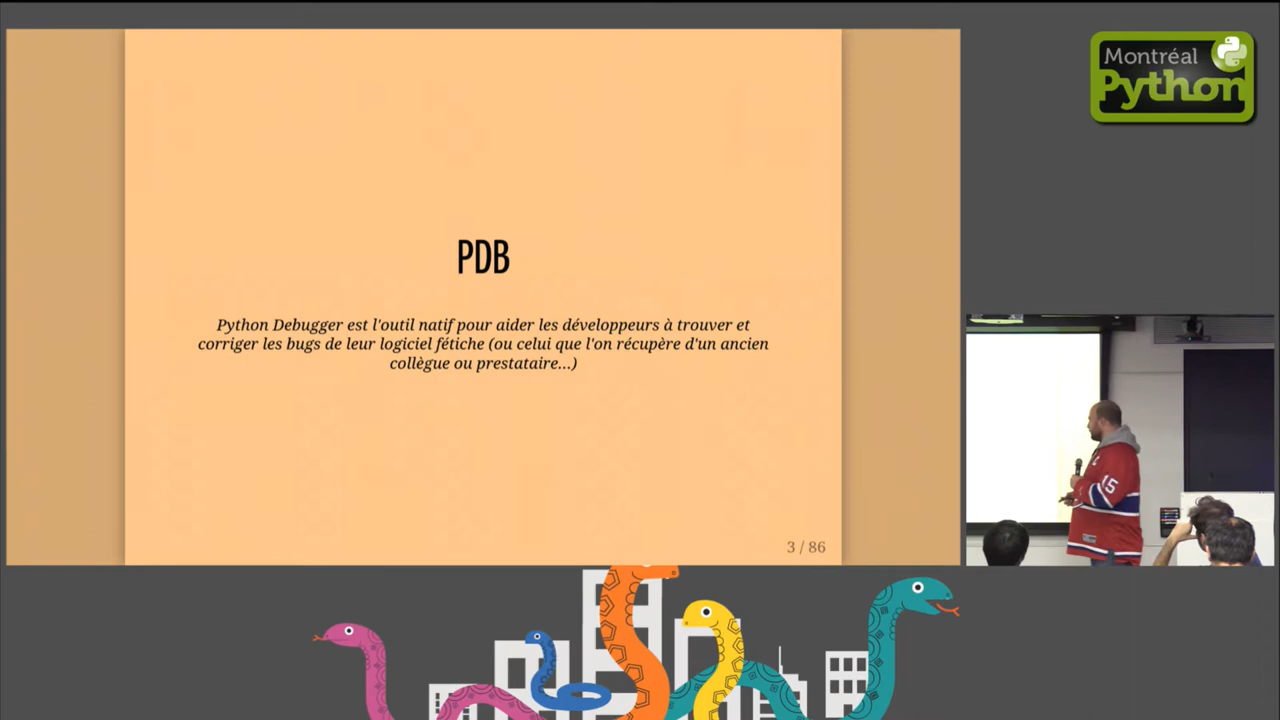 Montréal
Python
PDB
Python Debugger est l'outil natif pour aider les développeurs à trouver et
corriger les bugs de leur logiciel fétiche (ou celui que l'on récupère d'un ancien
collègue ou prestataire...)
3 / 86
15